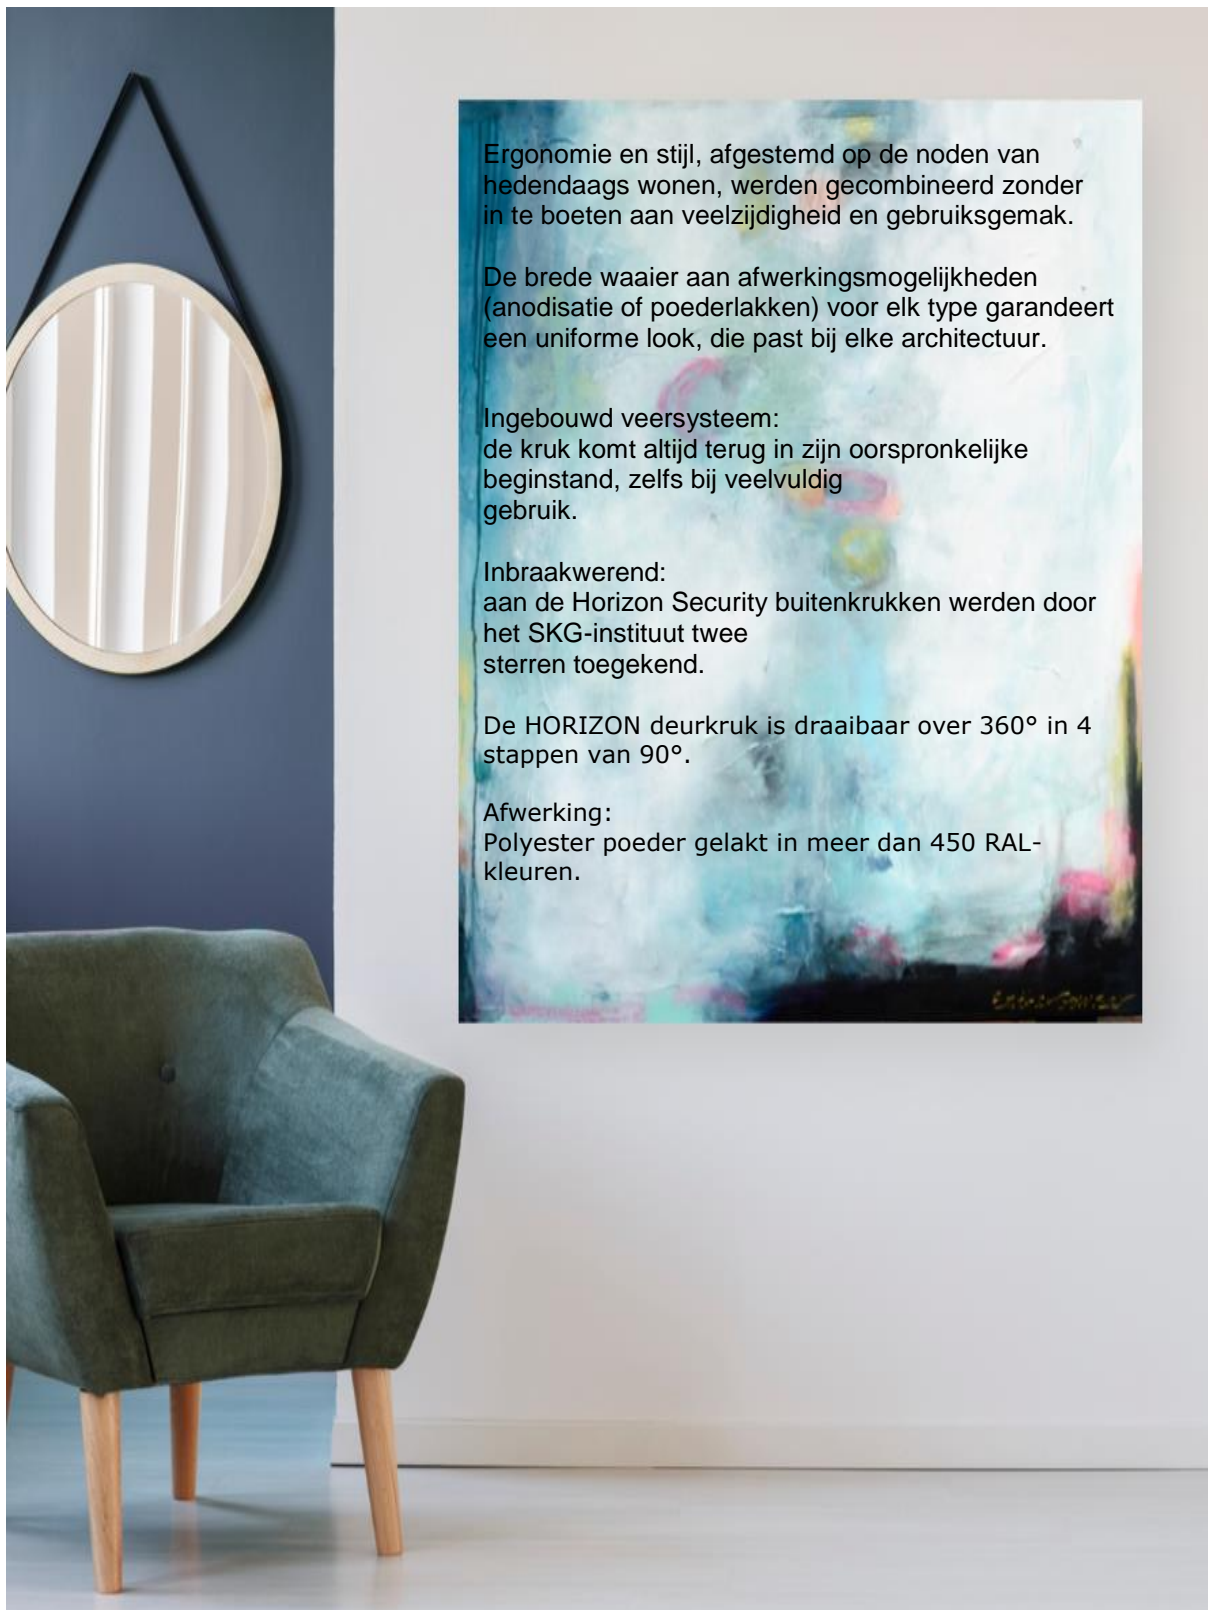 Ergonomie en stijl, afgestemd op de noden van
hedendaags wonen, werden gecombineerd zonder
in te boeten aan veelzijdigheid en gebruiksgemak.
De brede waaier aan afwerkingsmogelijkheden
(anodisatie of poederlakken) voor elk type garandeert
een uniforme look, die past bij elke architectuur.
Ingebouwd veersysteem:
de kruk komt altijd terug in zijn oorspronkelijke
beginstand, zelfs bij veelvuldig
gebruik.
Inbraakwerend:
aan de Horizon Security buitenkrukken werden door
het SKG-instituut twee
sterren toegekend.
De HORIZON deurkruk is draaibaar over 360° in 4
stappen van 90°.
Afwerking:
Polyester poeder gelakt in meer dan 450 RAL-
kleuren.